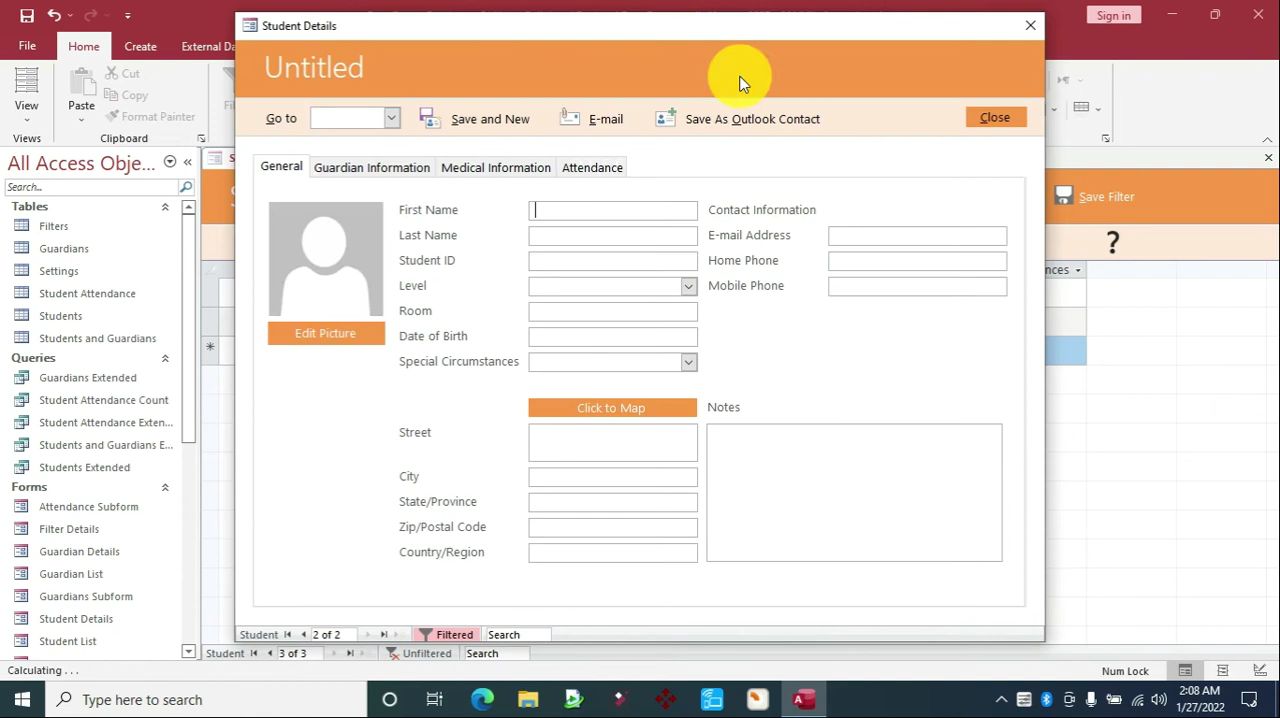 Student Details
Sign in
File
Home
Create
External Da
Untitled
View
Paste
Cut
Copy
Format Painter
Fil
Go to
Save and New
E-mail
Save As Outlook Contact
Close
Views
Clipboard
All Access Obje...
Search...
General
Guardian Information
Medical Information
Attendance
Save Filter
Tables
Filters
Guardians
Settings
Student Attendance
Students
Students and Guardians
Queries
Guardians Extended
Student Attendance Count
Student Attendance Exten...
Students and Guardians E...
Students Extended
Forms
Attendance Subform
Filter Details
Guardian Details
Guardian List
Guardians Subform
Student Details
Student List
First Name
Last Name
Student ID
Level
Room
Date of Birth
Special Circumstances
Edit Picture
Contact Information
E-mail Address
Home Phone
Mobile Phone
?
nces
*
Click to Map
Notes
Street
City
State/Province
Zip/Postal Code
Country/Region
Student 2 of 2 Filtered Search
Student 3 of 3 Unfiltered Search
Calculating . . .
Num Lock
Type here to search
2:08 AM
1/27/2022